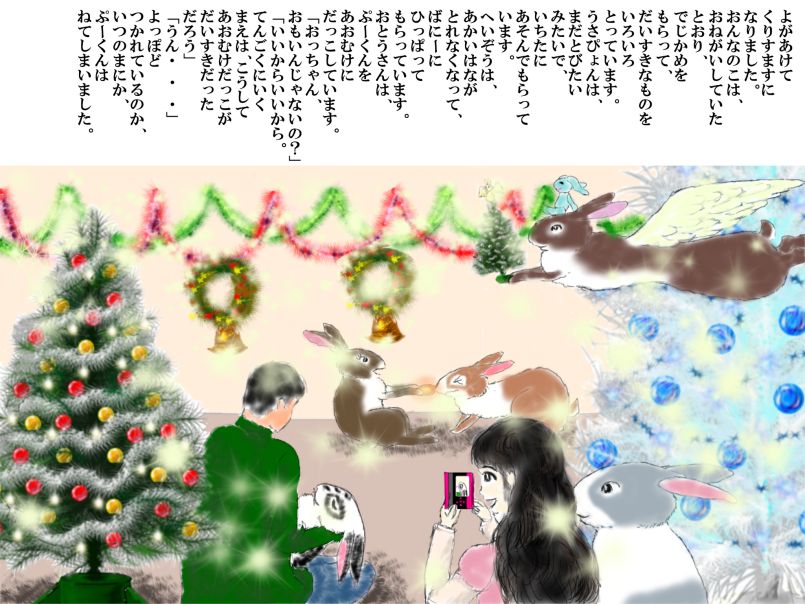 よがあけて
くりすますに
なりました。
おんなのこは、
おねがいしていた
とおり、
でじかめを
もらって、
だいすきなものを
いろいろ
とっています。
うさぴょんは、
まだとびたい
みたいで、
いちたに
あそんでもらって
います。
へいぞうは、
あかいはなが
とれなくなって、
ばにーに
ひっぱって
もらっています。
おとうさんは、
ぷーくんを
あおむけに
だっこしています。
「おっちゃん、
おもいんじゃないの？」
「いいからいいから。
てんごくにいく
まえは、こうして
あおむけだっこが
だいすきだった
だろう」
「うん・・・」
よっぽど
つかれているのか、
いつのまにか、
ぷーくんは
ねてしまいました。